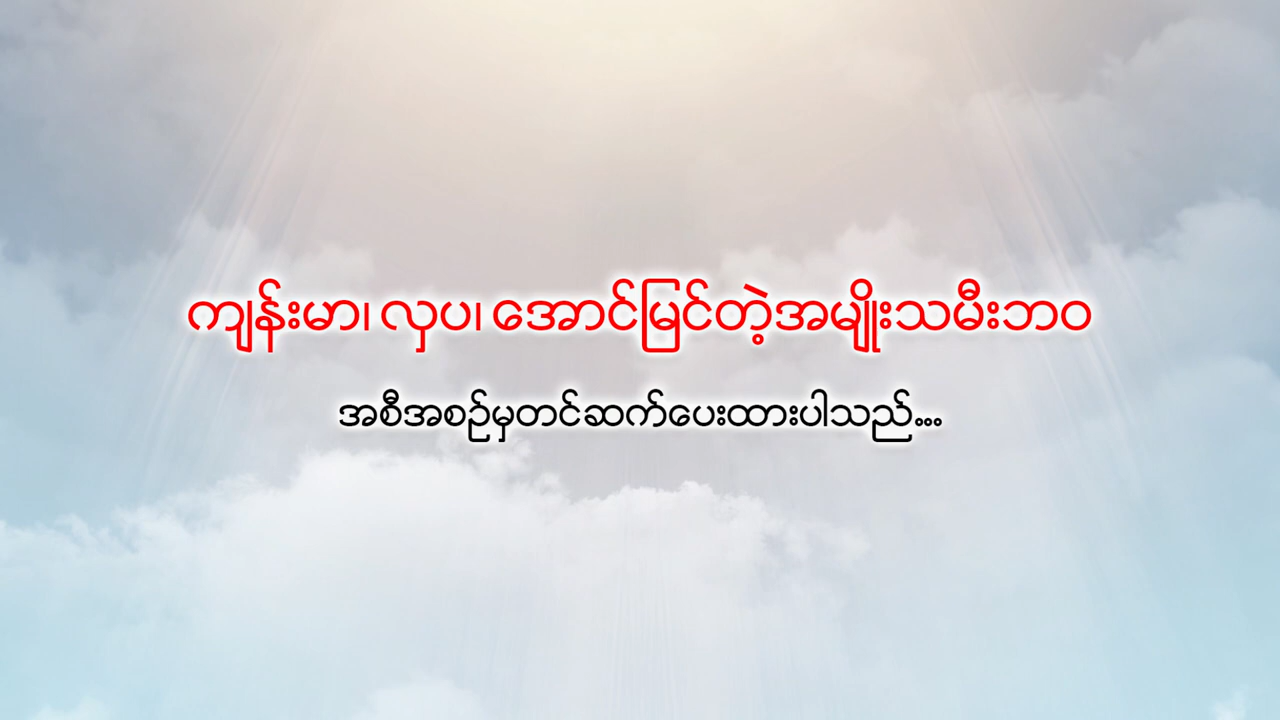 ကျန်းမာ၊ လှပ၊ အောင်မြင်တဲ့အမျိုးသမီးဘဝ
အစီအစဉ်မှတင်ဆက်ပေးထားပါသည်...